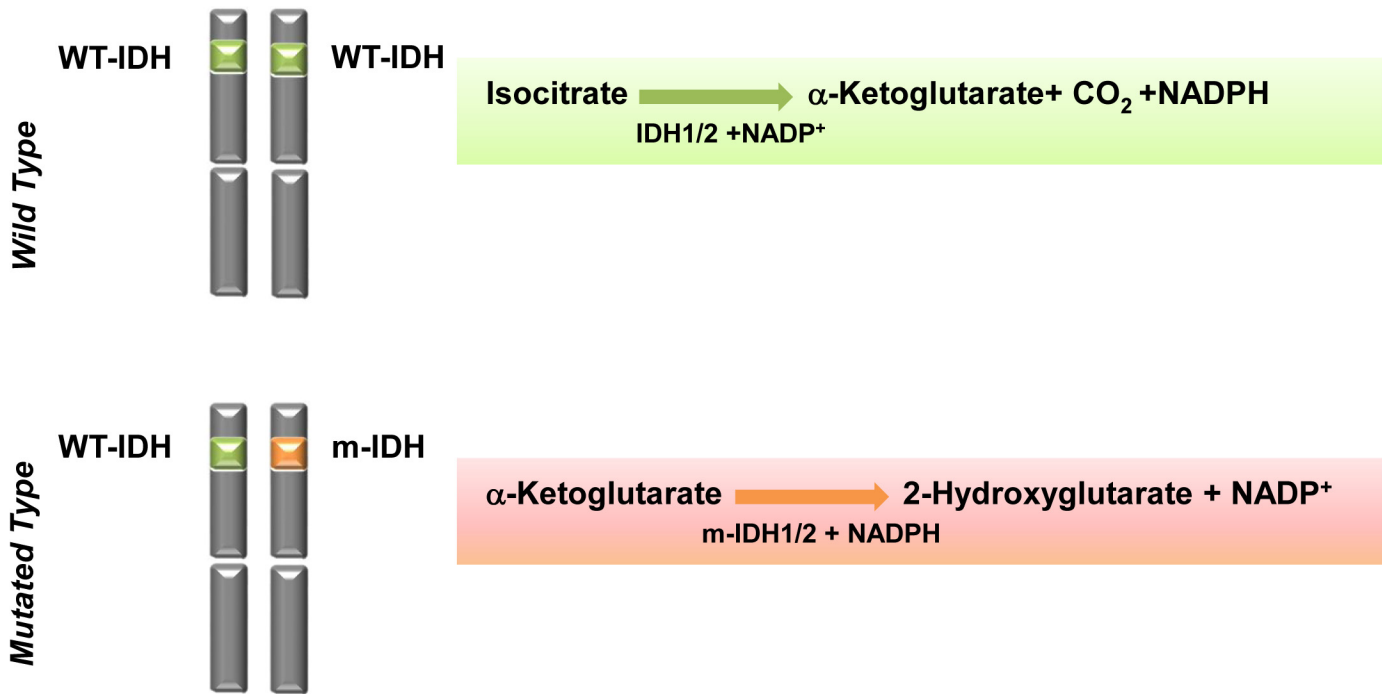 Wild Type
WT-IDH
WT-IDH
Isocitrate
α-Ketoglutarate+ CO₂ +NADPH
IDH1/2 +NADP⁺
Mutated Type
WT-IDH
m-IDH
α-Ketoglutarate
2-Hydroxyglutarate + NADP⁺
m-IDH1/2 + NADPH